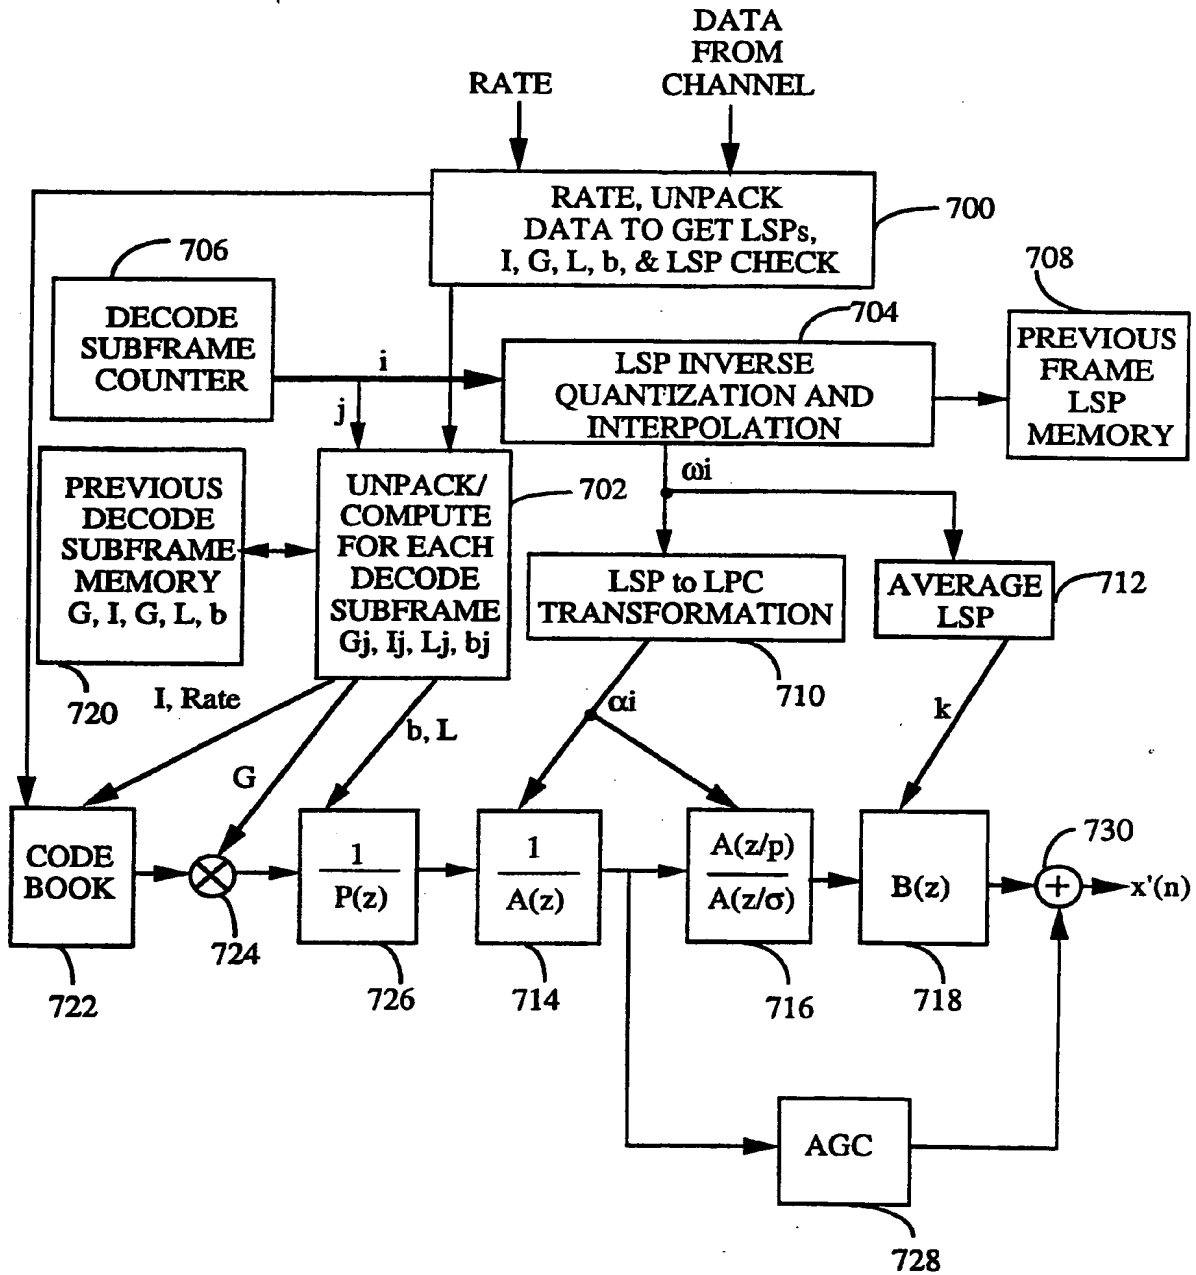 DATA
FROM
CHANNEL
RATE
RATE, UNPACK
DATA TO GET LSPs,
I, G, L, b, & LSP CHECK
700
706
DECODE
SUBFRAME
COUNTER
i
j
704
LSP INVERSE
QUANTIZATION AND
INTERPOLATION
708
PREVIOUS
FRAME
LSP
MEMORY
ωi
PREVIOUS
DECODE
SUBFRAME
MEMORY
G, I, G, L, b
720
UNPACK/
COMPUTE
FOR EACH
DECODE
SUBFRAME
Gj, Ij, Lj, bj
702
LSP to LPC
TRANSFORMATION
710
AVERAGE
LSP
712
I, Rate
G
b, L
αi
k
CODE
BOOK
722
724
1
P(z)
726
1
A(z)
714
A(z/p)
A(z/σ)
716
B(z)
718
730
+
x'(n)
AGC
728